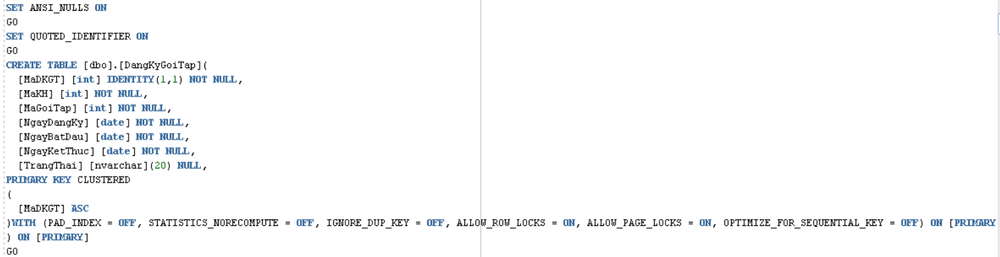 SET ANSI_NULLS ON
GO
SET QUOTED_IDENTIFIER ON
GO
CREATE TABLE [dbo].[DangKyGoiTap](
[MaDKGT] [int] IDENTITY(1,1) NOT NULL,
[MaKH] [int] NOT NULL,
[MaGoiTap] [int] NOT NULL,
[NgayDangKy] [date] NOT NULL,
[NgayBatDau] [date] NOT NULL,
[NgayKetThuc] [date] NOT NULL,
[TrangThai] [nvarchar](20) NULL,
PRIMARY KEY CLUSTERED
(
[MaDKGT] ASC
)WITH (PAD_INDEX = OFF, STATISTICS_NORECOMPUTE = OFF, IGNORE_DUP_KEY = OFF, ALLOW_ROW_LOCKS = ON, ALLOW_PAGE_LOCKS = ON, OPTIMIZE_FOR_SEQUENTIAL_KEY = OFF) ON [PRIMARY
) ON [PRIMARY]
GO